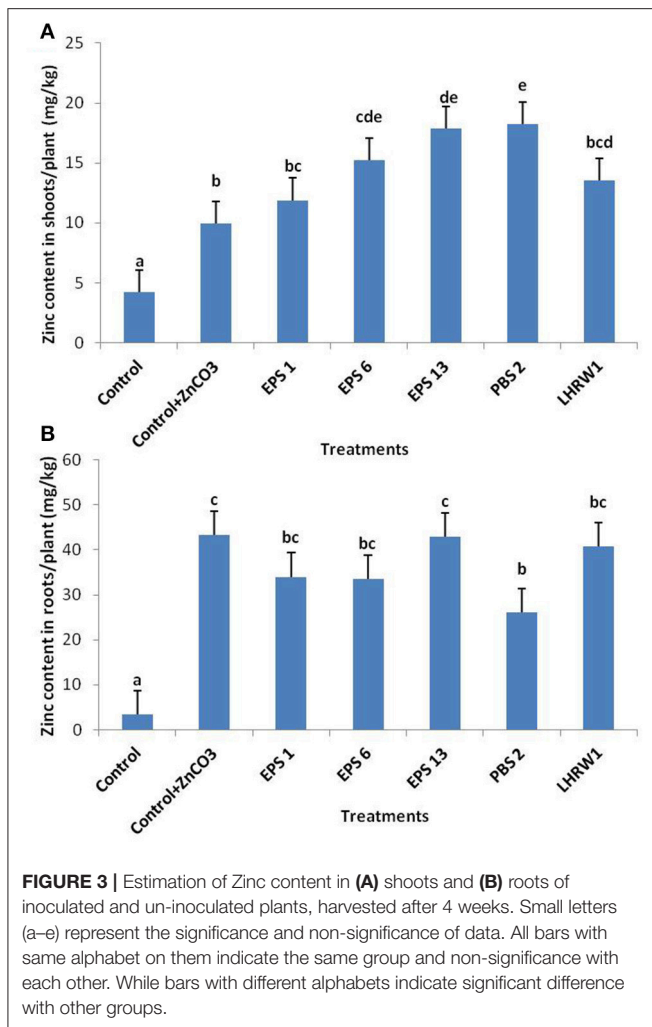 A
Zinc content in shoots/plant (mg/kg)
25
20
15
10
5
0
a
b
bc
cde
de
e
bcd
Control
Control+ZnCO3
EPS 1
EPS 6
EPS 13
PBS 2
LHRW1
Treatments
B
Zinc content in roots/plant (mg/kg)
60
50
40
30
20
10
0
a
c
bc
bc
c
b
bc
Control
Control+ZnCO3
EPS 1
EPS 6
EPS 13
PBS 2
LHRW1
Treatments
FIGURE 3 | Estimation of Zinc content in (A) shoots and (B) roots of
inoculated and un-inoculated plants, harvested after 4 weeks. Small letters
(a–e) represent the significance and non-significance of data. All bars with
same alphabet on them indicate the same group and non-significance with
each other. While bars with different alphabets indicate significant difference
with other groups.